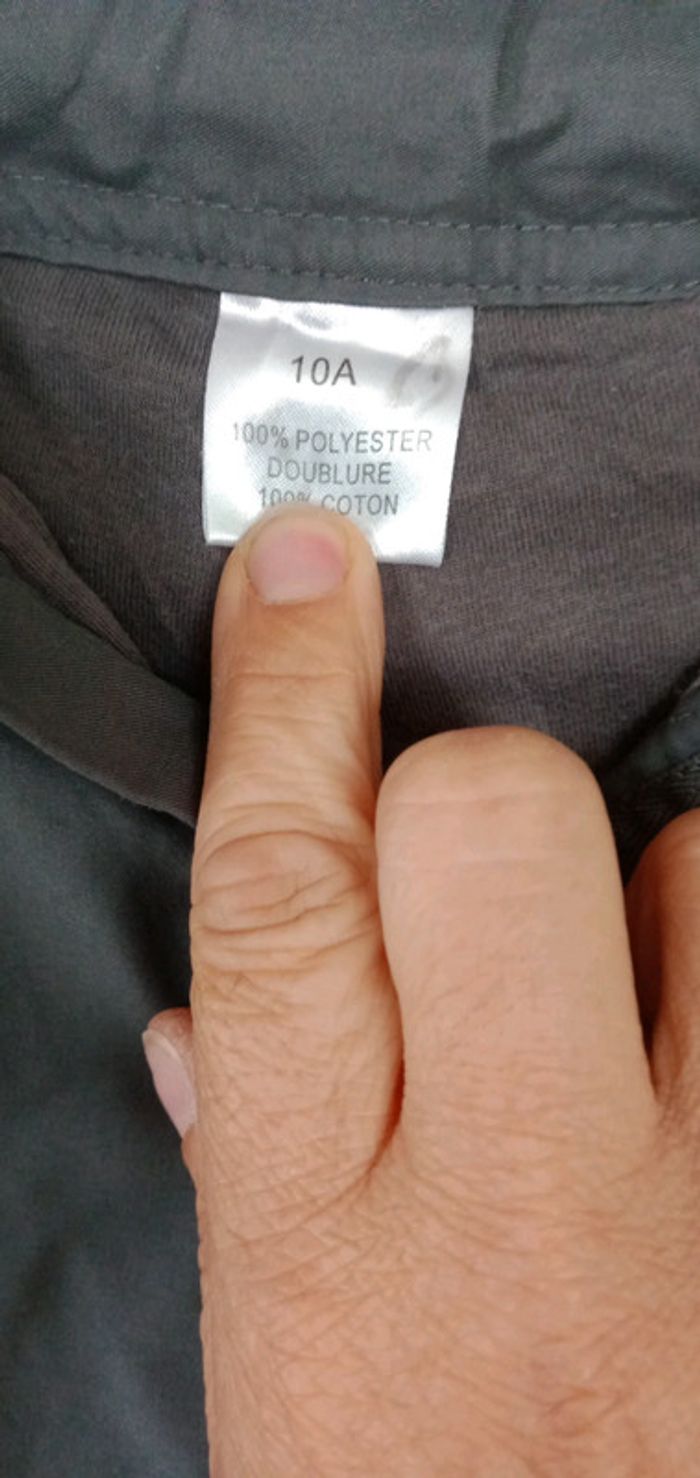 10A
100% POLYESTER
DOUBLURE
100% COTON